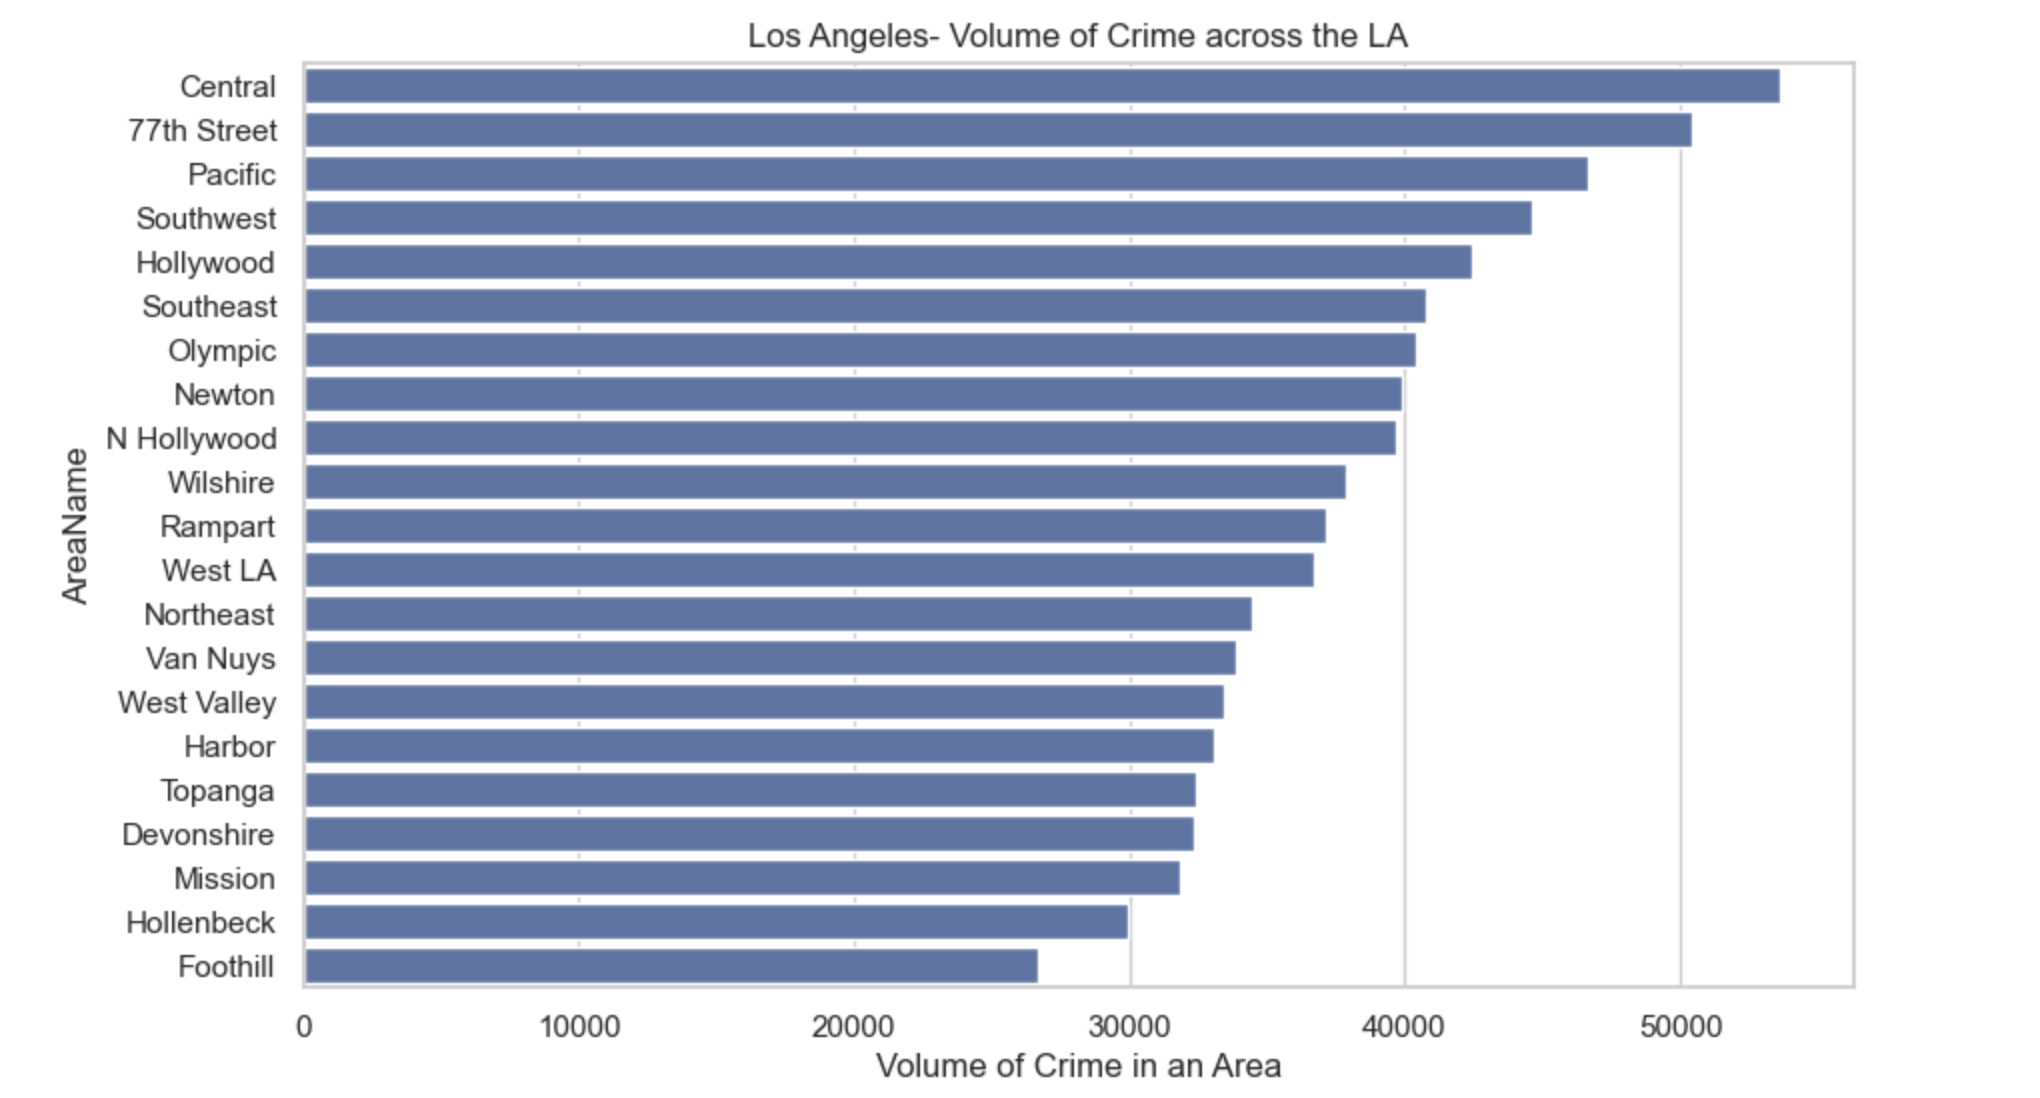 Los Angeles- Volume of Crime across the LA
Central
77th Street
Pacific
Southwest
Hollywood
Southeast
Olympic
Newton
N Hollywood
Wilshire
Rampart
West LA
Northeast
Van Nuys
West Valley
Harbor
Topanga
Devonshire
Mission
Hollenbeck
Foothill
AreaName
0 10000 20000 30000 40000 50000
Volume of Crime in an Area